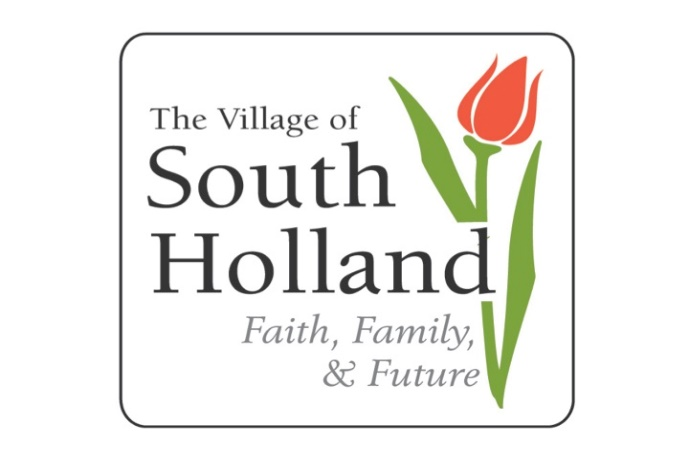 The Village of
South
Holland
Faith, Family,
& Future